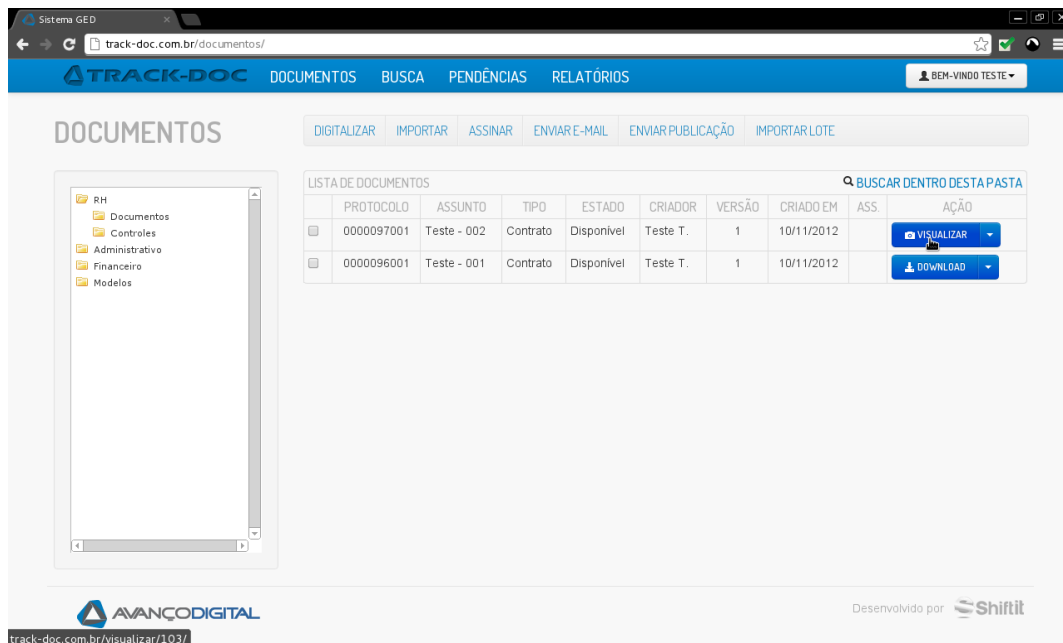 Sistema GED
track-doc.com.br/documentos/
TRACK-DOC DOCUMENTOS BUSCA PENDÊNCIAS RELATÓRIOS BEM-VINDO TESTE
DOCUMENTOS
DIGITALIZAR IMPORTAR ASSINAR ENVIAR E-MAIL ENVIAR PUBLICAÇÃO IMPORTAR LOTE
RH
Documentos
Controles
Administrativo
Financeiro
Modelos
LISTA DE DOCUMENTOS BUSCAR DENTRO DESTA PASTA
PROTOCOLO ASSUNTO TIPO ESTADO CRIADOR VERSÃO CRIADO EM ASS. AÇÃO
0000097001 Teste - 002 Contrato Disponível Teste T. 1 10/11/2012 VISUALIZAR
0000096001 Teste - 001 Contrato Disponível Teste T. 1 10/11/2012 DOWNLOAD
AVANÇODIGITAL
Desenvolvido por Shiftit
track-doc.com.br/visualizar/103/